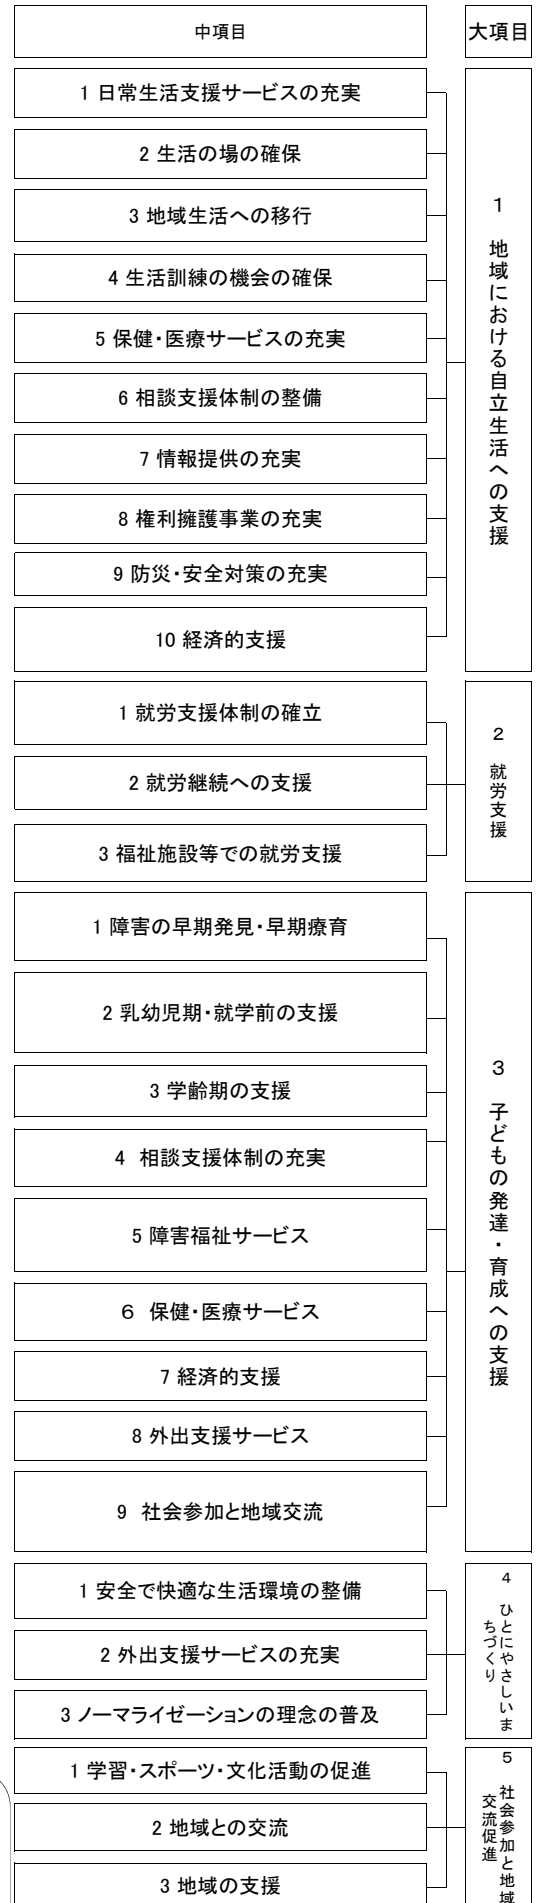 中項目
大項目
1 日常生活支援サービスの充実
2 生活の場の確保
3 地域生活への移行
4 生活訓練の機会の確保
5 保健・医療サービスの充実
6 相談支援体制の整備
7 情報提供の充実
8 権利擁護事業の充実
9 防災・安全対策の充実
10 経済的支援
1 地域における自立生活への支援
1 就労支援体制の確立
2 就労継続への支援
3 福祉施設等での就労支援
2 就労支援
1 障害の早期発見・早期療育
2 乳幼児期・就学前の支援
3 学齢期の支援
4 相談支援体制の充実
5 障害福祉サービス
6 保健・医療サービス
7 経済的支援
8 外出支援サービス
9 社会参加と地域交流
3 子どもの発達・育成への支援
1 安全で快適な生活環境の整備
2 外出支援サービスの充実
3 ノーマライゼーションの理念の普及
4 ひとにやさしいま
ちづくり
1 学習・スポーツ・文化活動の促進
2 地域との交流
3 地域の支援
5 社会参加と地域
交流促進